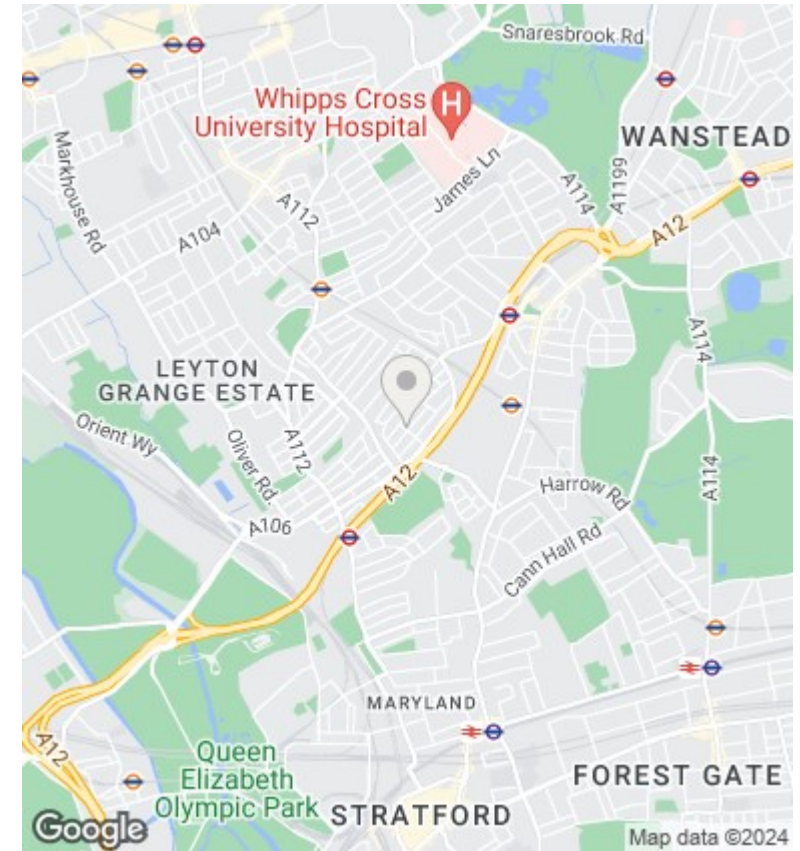 Snaresbrook Rd
Whipps Cross
University Hospital
H
WANSTEAD
Markhouse Rd
James Ln
A114
A1199
A112
A104
A12
LEYTON
GRANGE ESTATE
A114
Orient Wy
Oliver Rd.
A112
A12
A106
Harrow Rd
A114
Cann Hall Rd
MARYLAND
A12
Queen
Elizabeth
Olympic Park
STRATFORD
FOREST GATE
Google
Map data ©2024